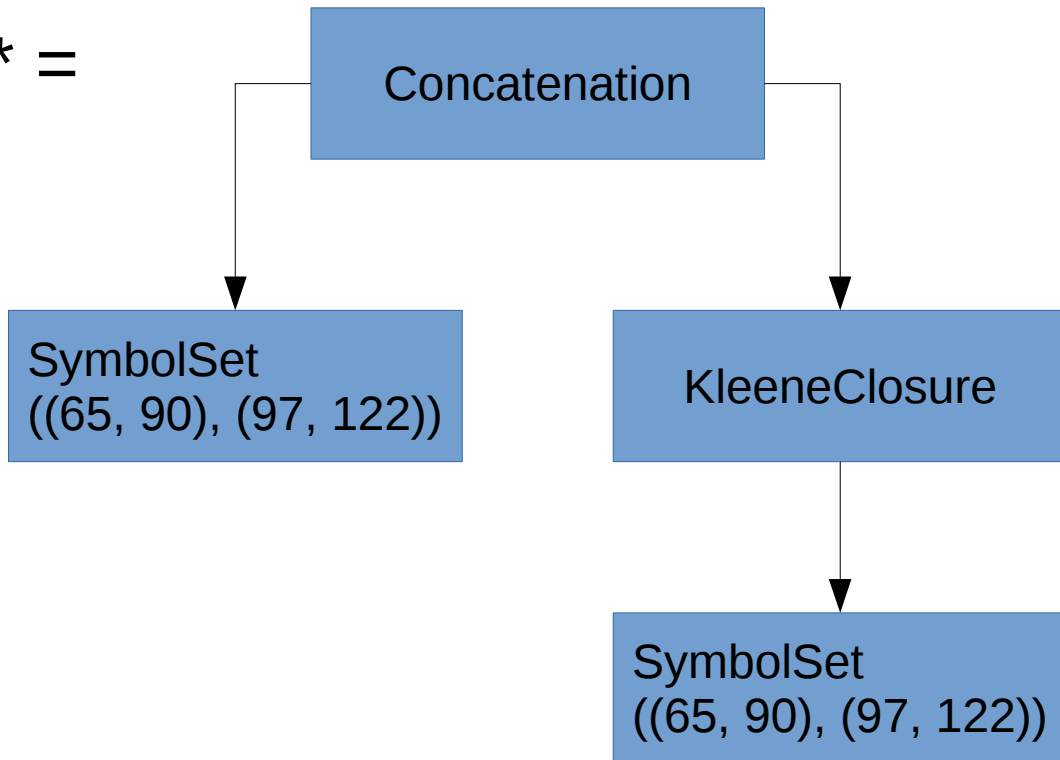 * =
Concatenation
SymbolSet
((65, 90), (97, 122))
KleeneClosure
SymbolSet
((65, 90), (97, 122))